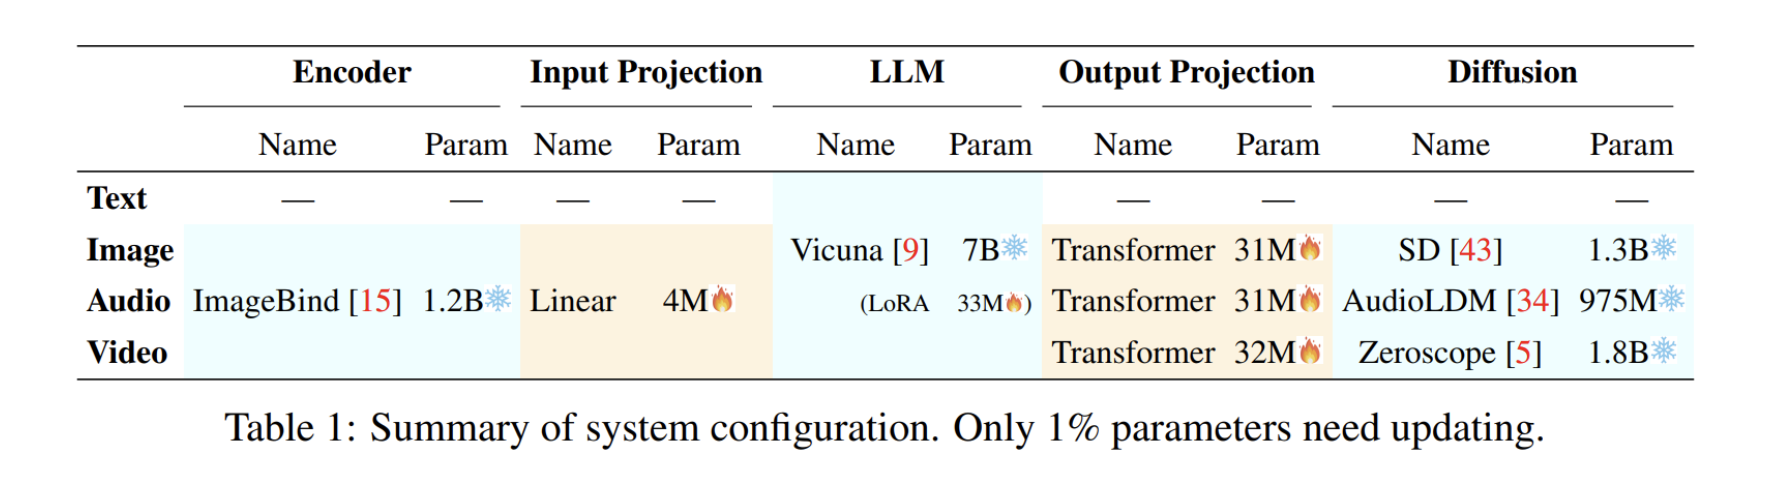 Encoder Input Projection LLM Output Projection Diffusion
Name Param Name Param Name Param Name Param Name Param
Text — — — — — — — —
Image Vicuna [9] 7B❄️ Transformer 31M🔥 SD [43] 1.3B❄️
Audio ImageBind [15] 1.2B❄️ Linear 4M🔥 (LoRA 33M🔥) Transformer 31M🔥 AudioLDM [34] 975M❄️
Video Transformer 32M🔥 Zeroscope [5] 1.8B❄️
Table 1: Summary of system configuration. Only 1% parameters need updating.